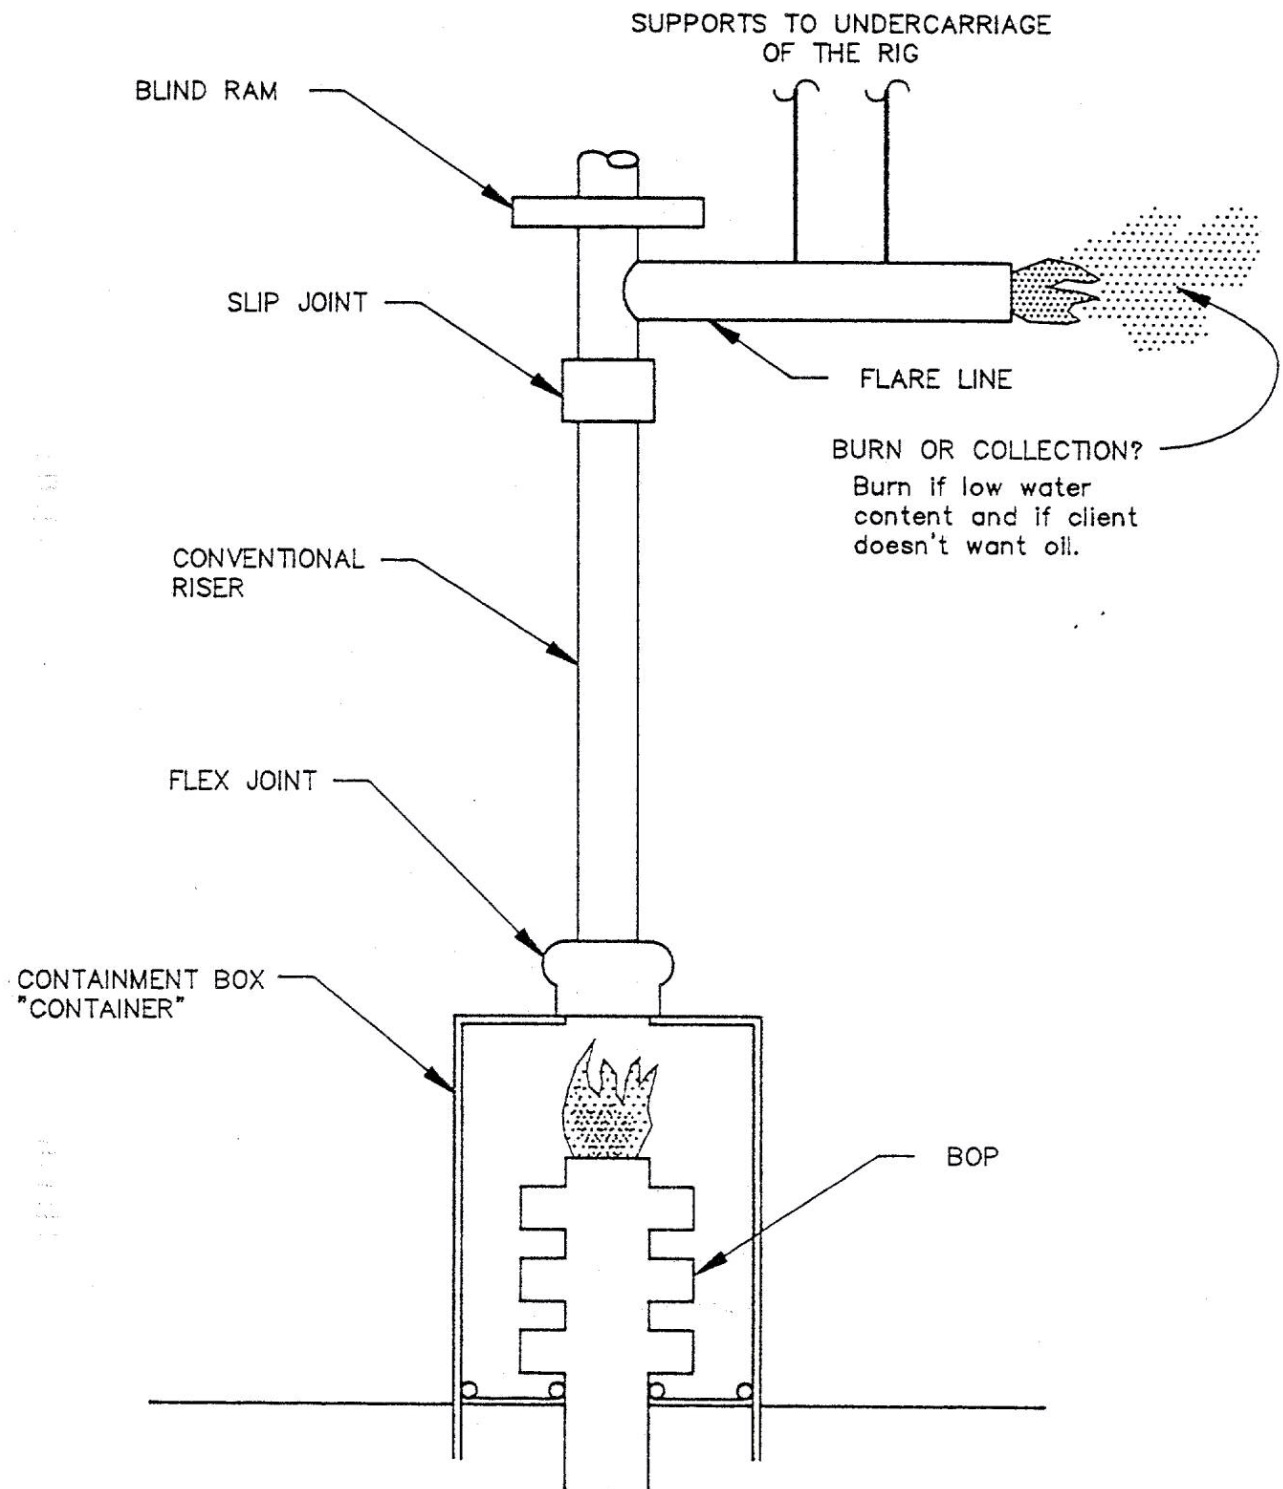 SUPPORTS TO UNDERCARRIAGE
OF THE RIG
BLIND RAM
SLIP JOINT
FLARE LINE
BURN OR COLLECTION?
Burn if low water
content and if client
doesn't want oil.
CONVENTIONAL
RISER
FLEX JOINT
CONTAINMENT BOX
"CONTAINER"
BOP